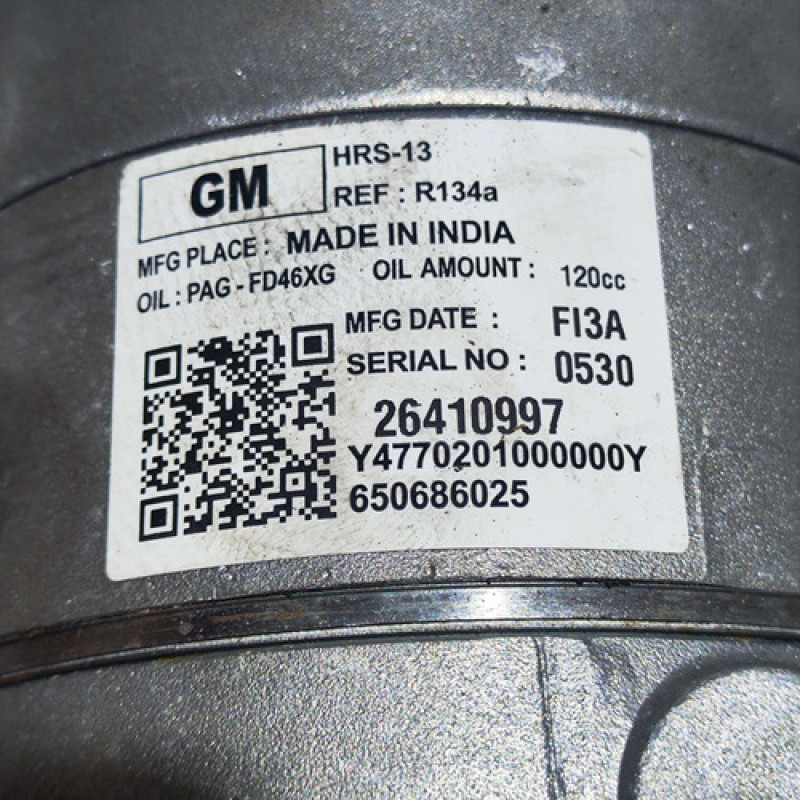 GM
HRS-13
REF : R134a
MFG PLACE : MADE IN INDIA
OIL : PAG - FD46XG OIL AMOUNT : 120cc
MFG DATE : FI3A
SERIAL NO : 0530
26410997
Y4770201000000Y
650686025